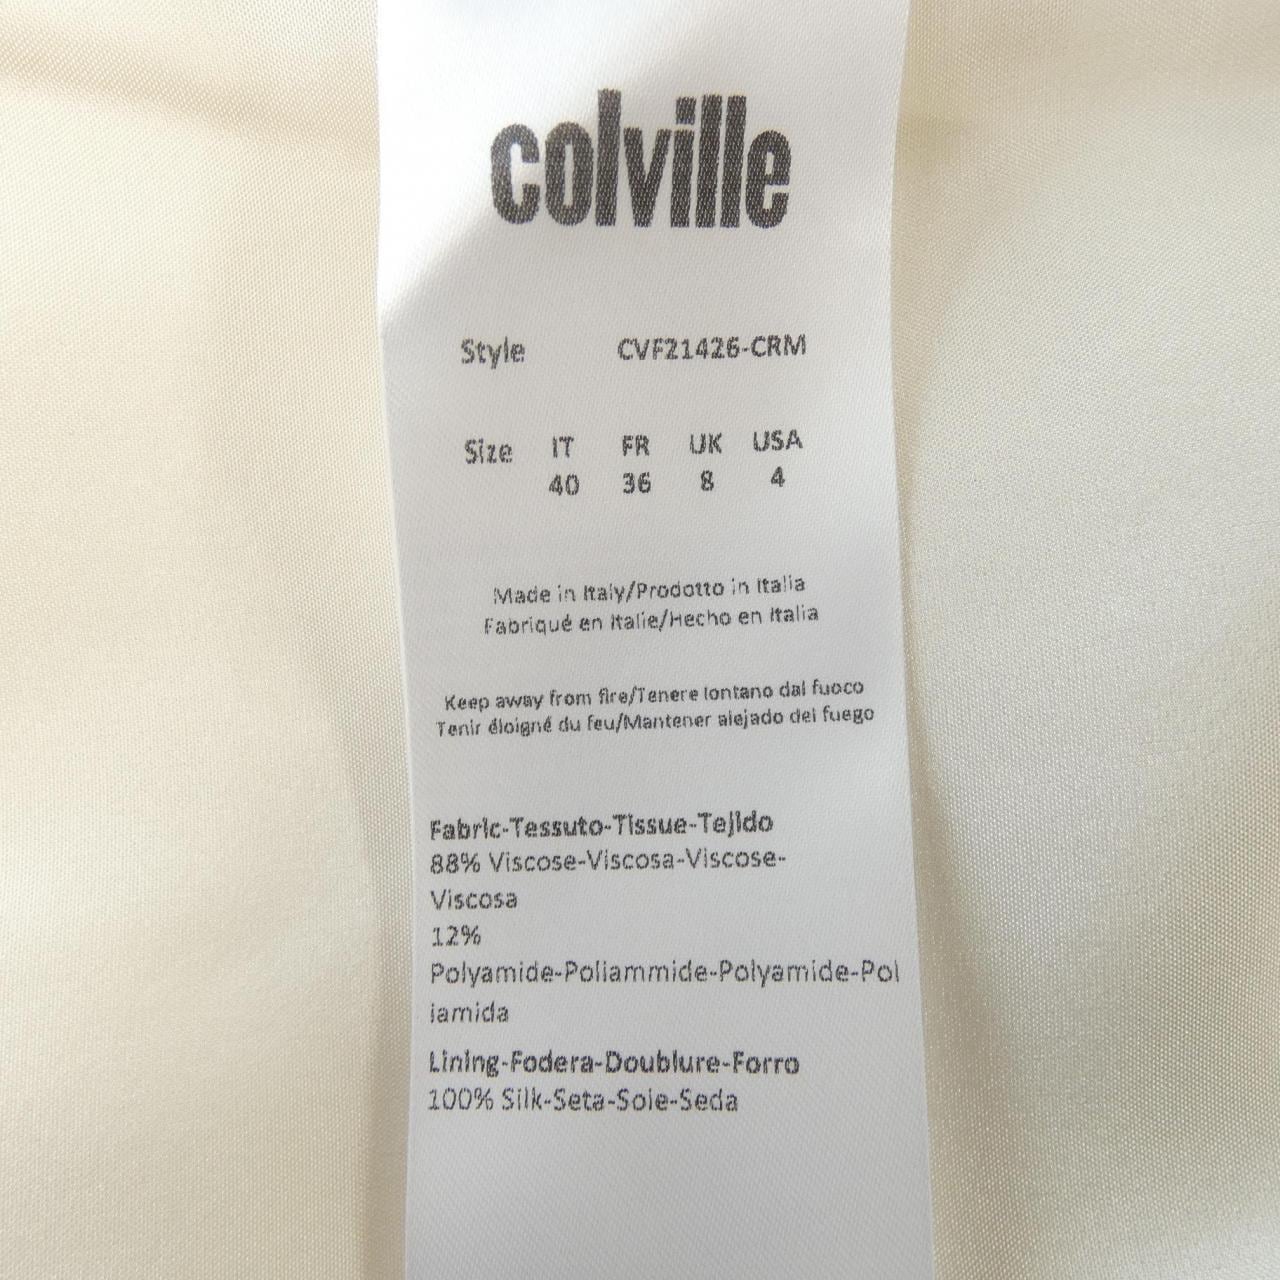 colville
Style CVF21426-CRM
Size IT FR UK USA
40 36 8 4
Made in Italy/Prodotto in Italia
Fabriqué en Italie/Hecho en Italia
Keep away from fire/Tenere lontano dal fuoco
Tenir éloigné du feu/Mantener alejado del fuego
Fabric-Tessuto-Tissue-Tejido
88% Viscose-Viscosa-Viscose-
Viscosa
12%
Polyamide-Poliammide-Polyamide-Pol
iamida
Lining-Fodera-Doublure-Forro
100% Silk-Seta-Soie-Seda